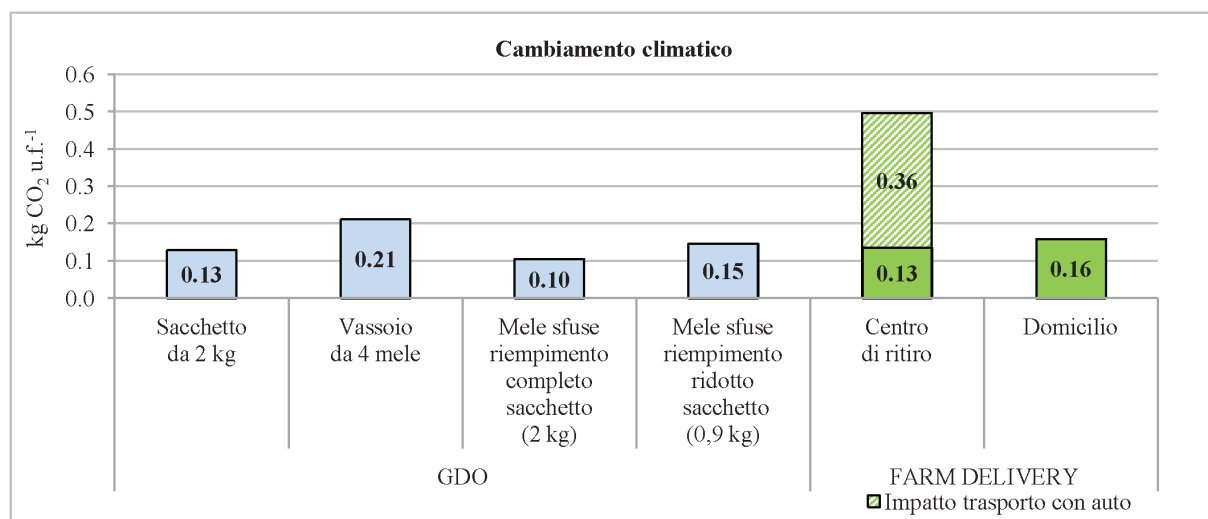 Cambiamento climatico
kg CO₂ u.f.⁻¹
0.6
0.5
0.4
0.3
0.2
0.1
0.0
0.13
0.21
0.10
0.15
0.36
0.13
0.16
Sacchetto
da 2 kg
Vassoio
da 4 mele
Mele sfuse
riempimento
completo
sacchetto
(2 kg)
Mele sfuse
riempimento
ridotto
sacchetto
(0,9 kg)
Centro
di ritiro
Domicilio
GDO
FARM DELIVERY
Impatto trasporto con auto